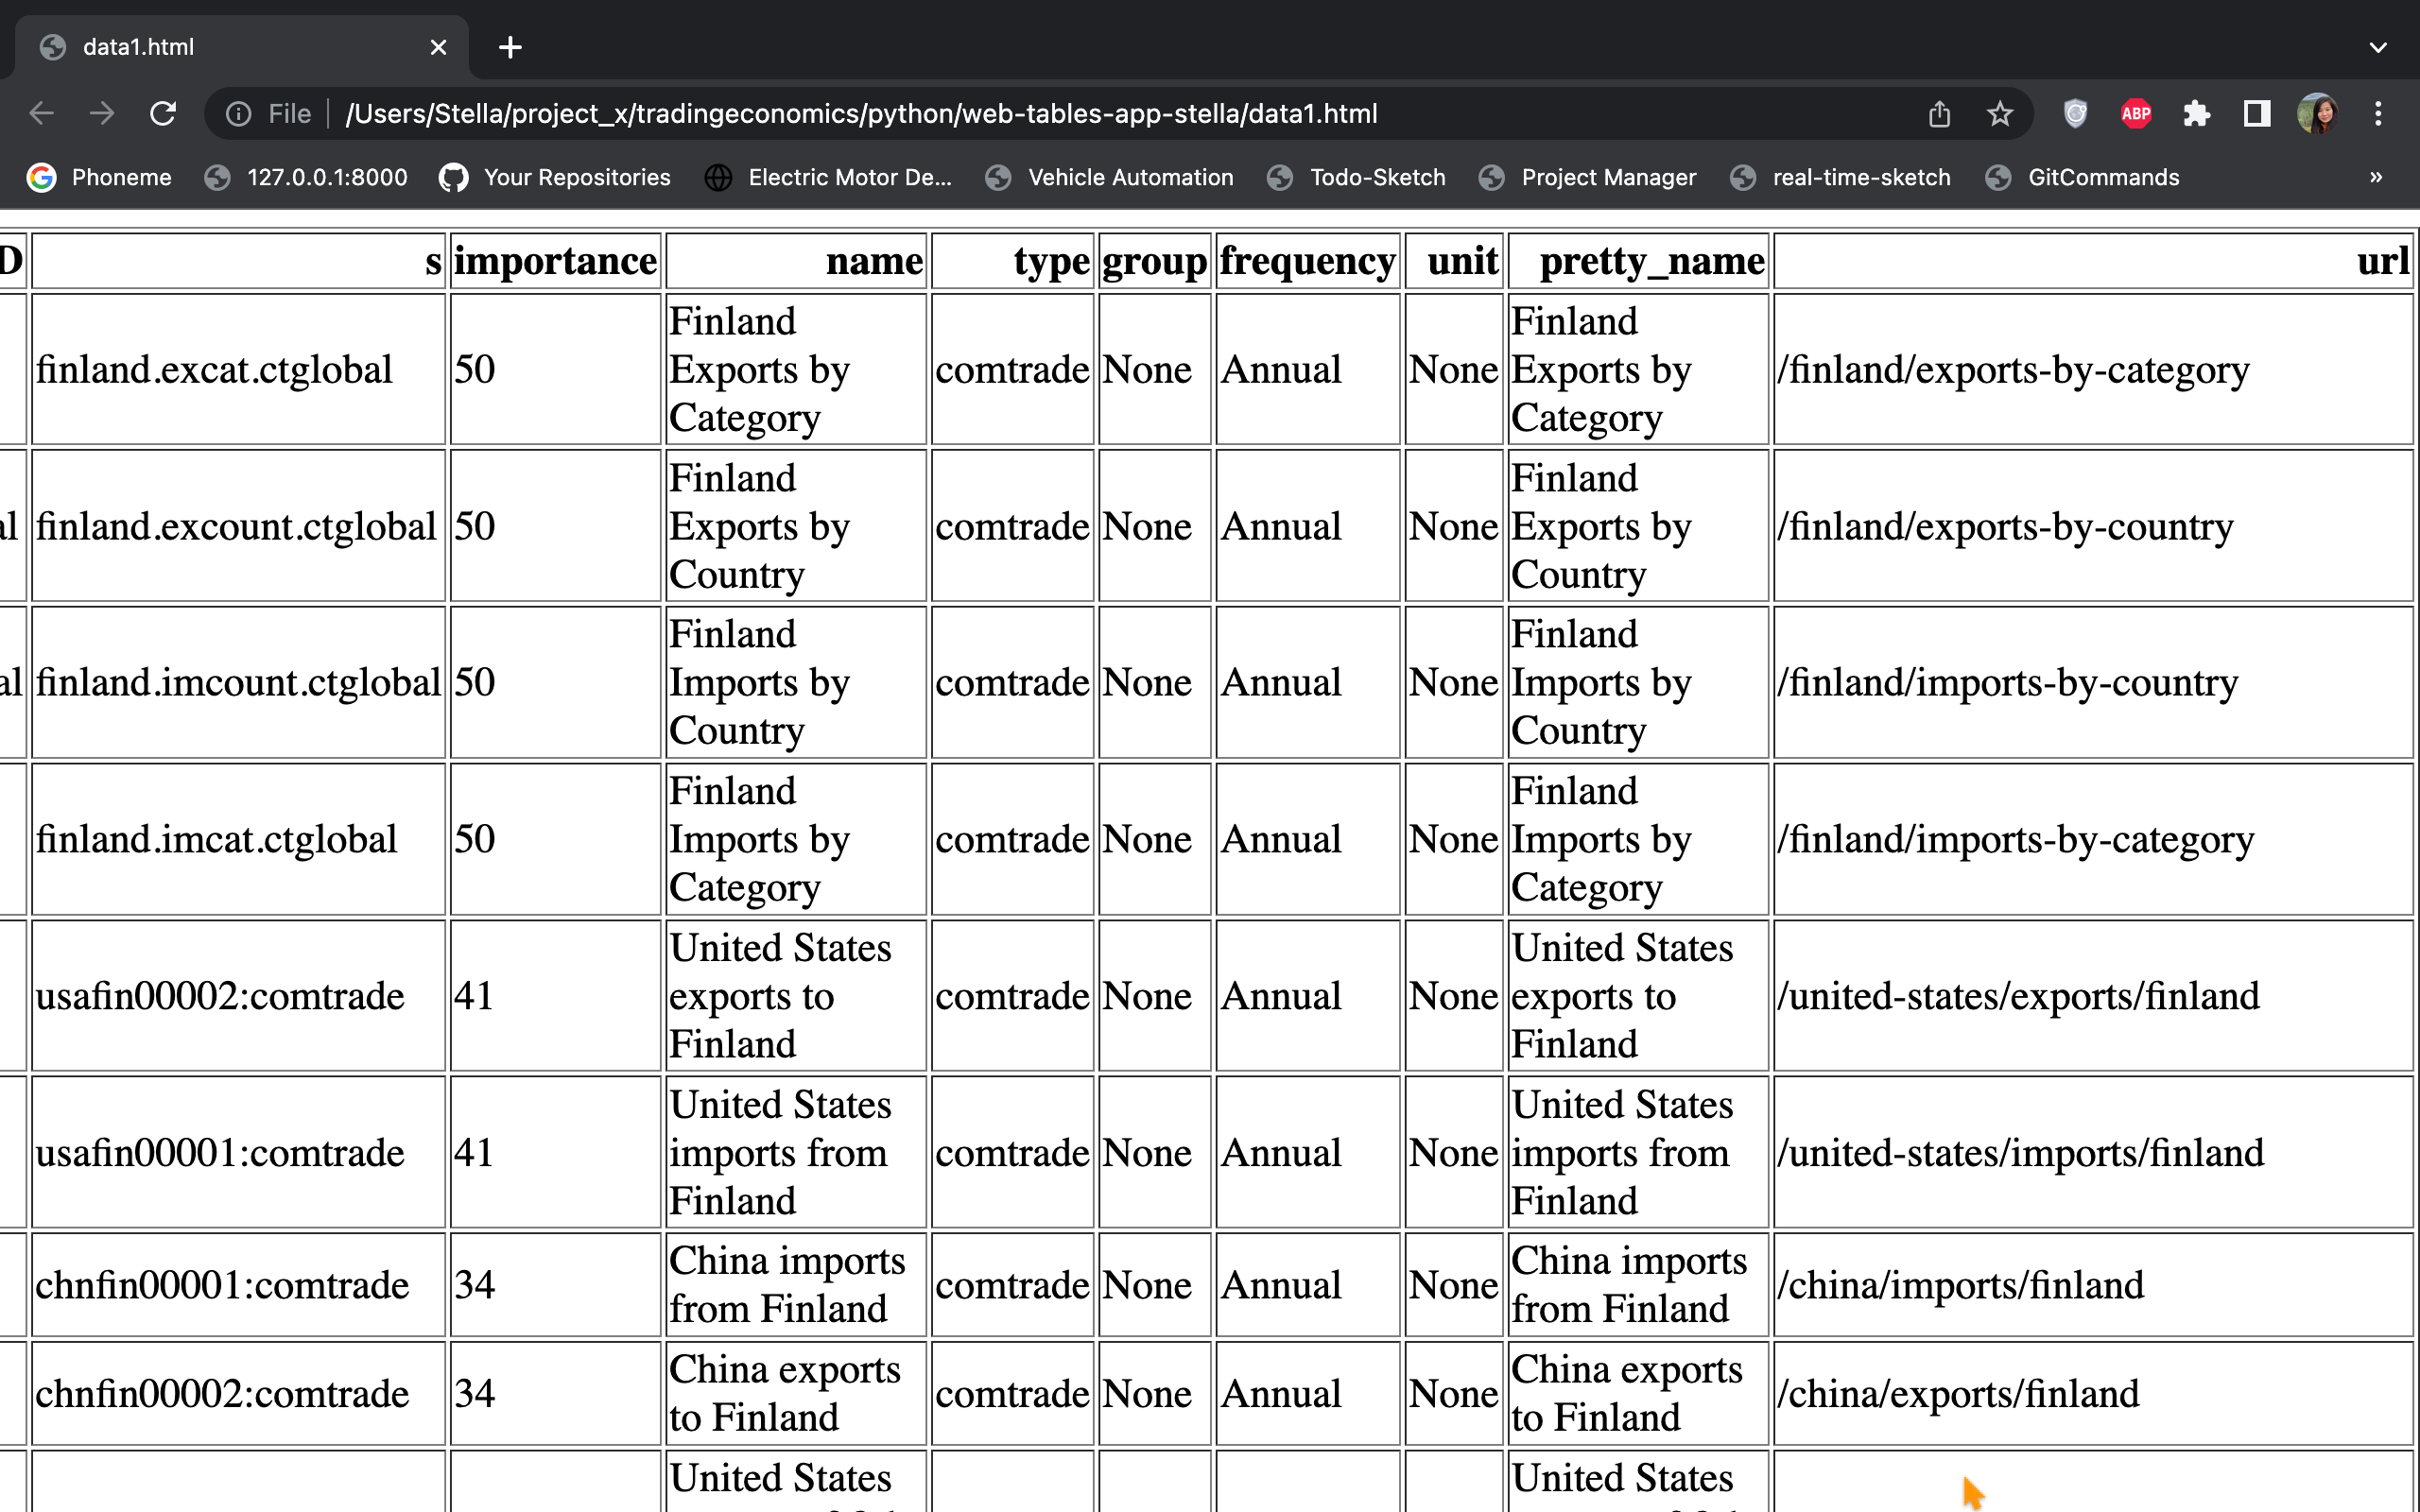 data1.html
File /Users/Stella/project_x/tradingeconomics/python/web-tables-app-stella/data1.html
ABP
Phoneme 127.0.0.1:8000 Your Repositories Electric Motor De... Vehicle Automation Todo-Sketch Project Manager real-time-sketch GitCommands »
D s importance name type group frequency unit pretty_name url
finland.excat.ctglobal 50 Finland Exports by Category comtrade None Annual None Finland Exports by Category /finland/exports-by-category
al finland.excount.ctglobal 50 Finland Exports by Country comtrade None Annual None Finland Exports by Country /finland/exports-by-country
al finland.imcount.ctglobal 50 Finland Imports by Country comtrade None Annual None Finland Imports by Country /finland/imports-by-country
finland.imcat.ctglobal 50 Finland Imports by Category comtrade None Annual None Finland Imports by Category /finland/imports-by-category
usafin00002:comtrade 41 United States exports to Finland comtrade None Annual None United States exports to Finland /united-states/exports/finland
usafin00001:comtrade 41 United States imports from Finland comtrade None Annual None United States imports from Finland /united-states/imports/finland
chnfin00001:comtrade 34 China imports from Finland comtrade None Annual None China imports from Finland /china/imports/finland
chnfin00002:comtrade 34 China exports to Finland comtrade None Annual None China exports to Finland /china/exports/finland
United States United States